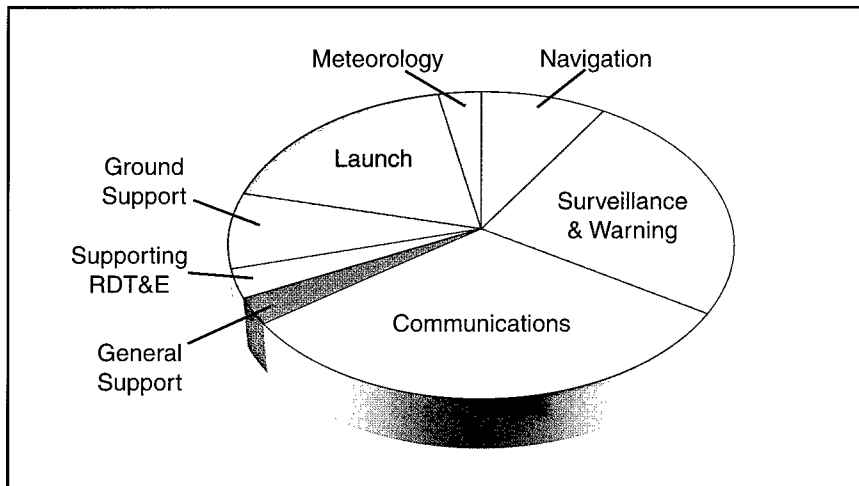 Meteorology
Navigation
Launch
Ground
Support
Surveillance
& Warning
Supporting
RDT&E
Communications
General
Support